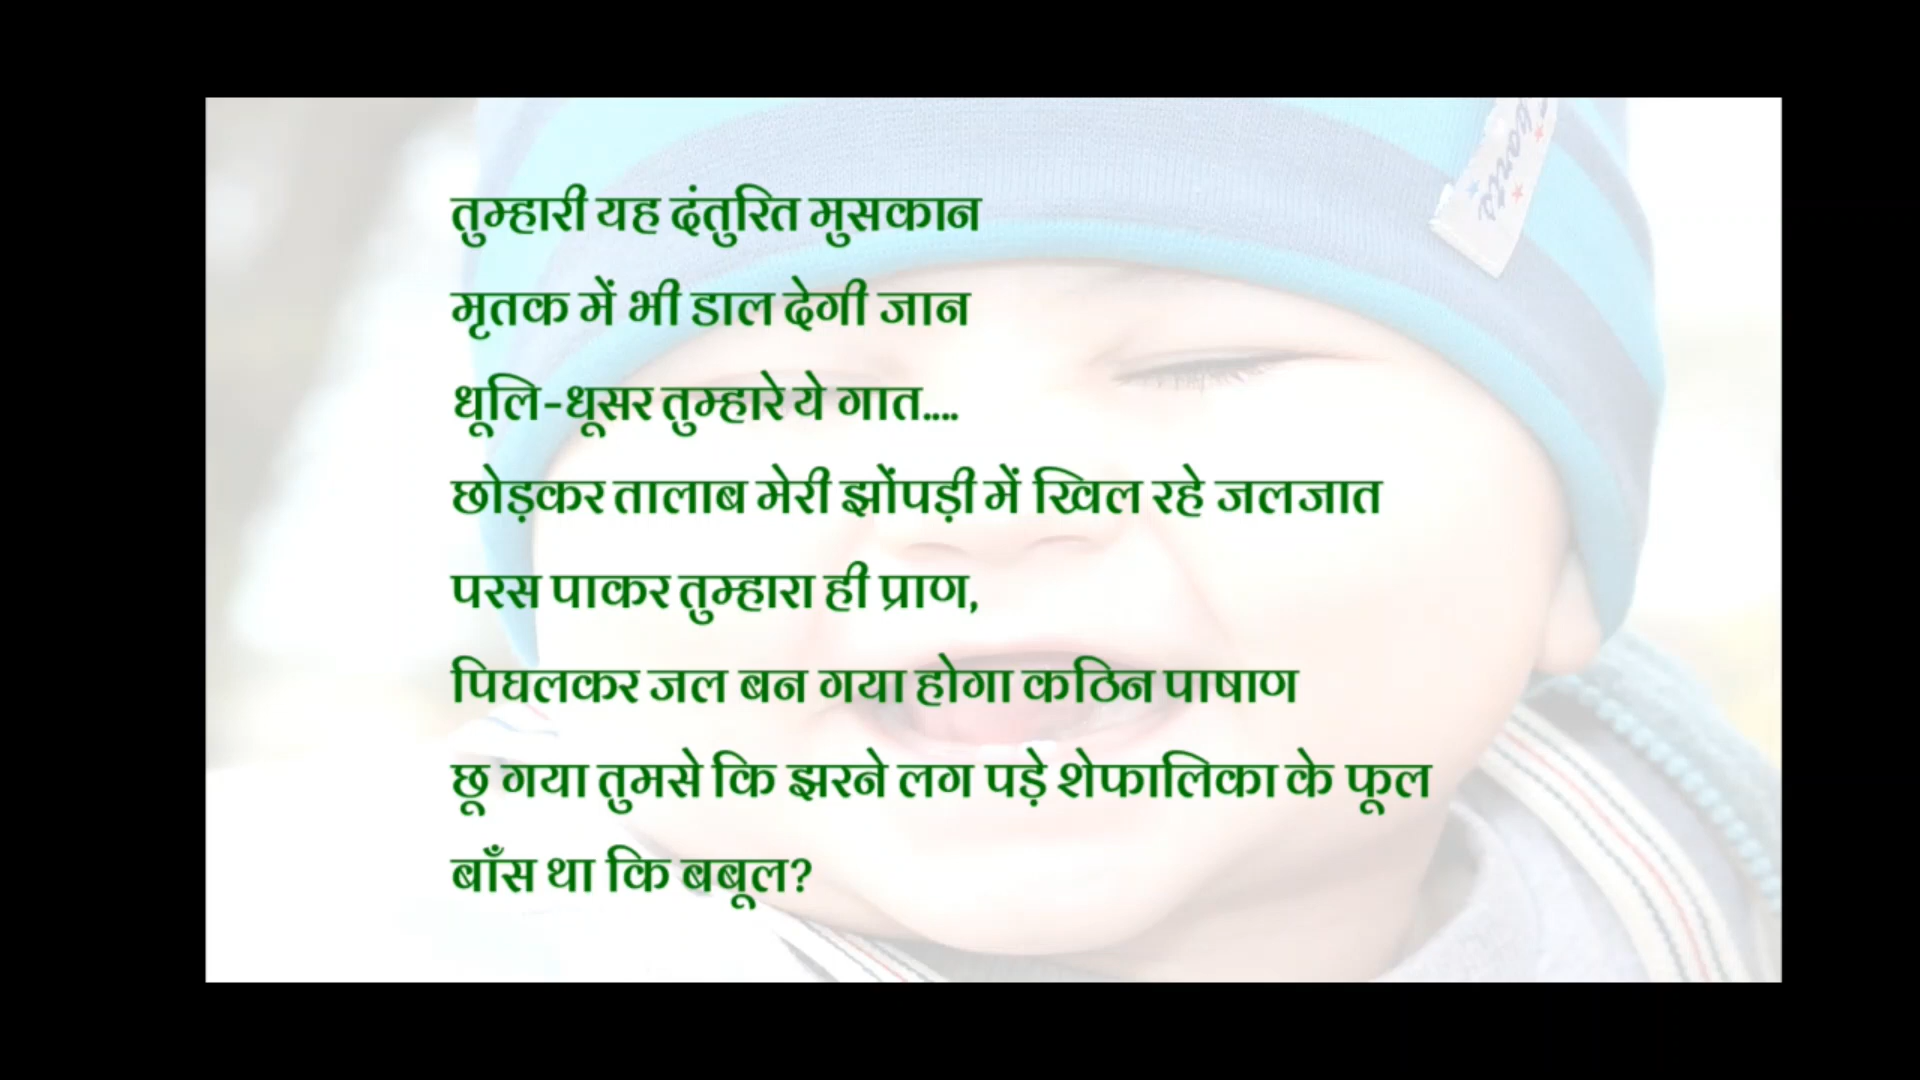 तुम्हारी यह दंतुरित मुसकान
मृतक में भी डाल देगी जान
धूलि-धूसर तुम्हारे ये गात....
छोड़कर तालाब मेरी झोंपड़ी में खिल रहे जलजात
परस पाकर तुम्हारा ही प्राण,
पिघलकर जल बन गया होगा कठिन पाषाण
छू गया तुमसे कि झरने लग पड़े शेफालिका के फूल
बाँस था कि बबूल?